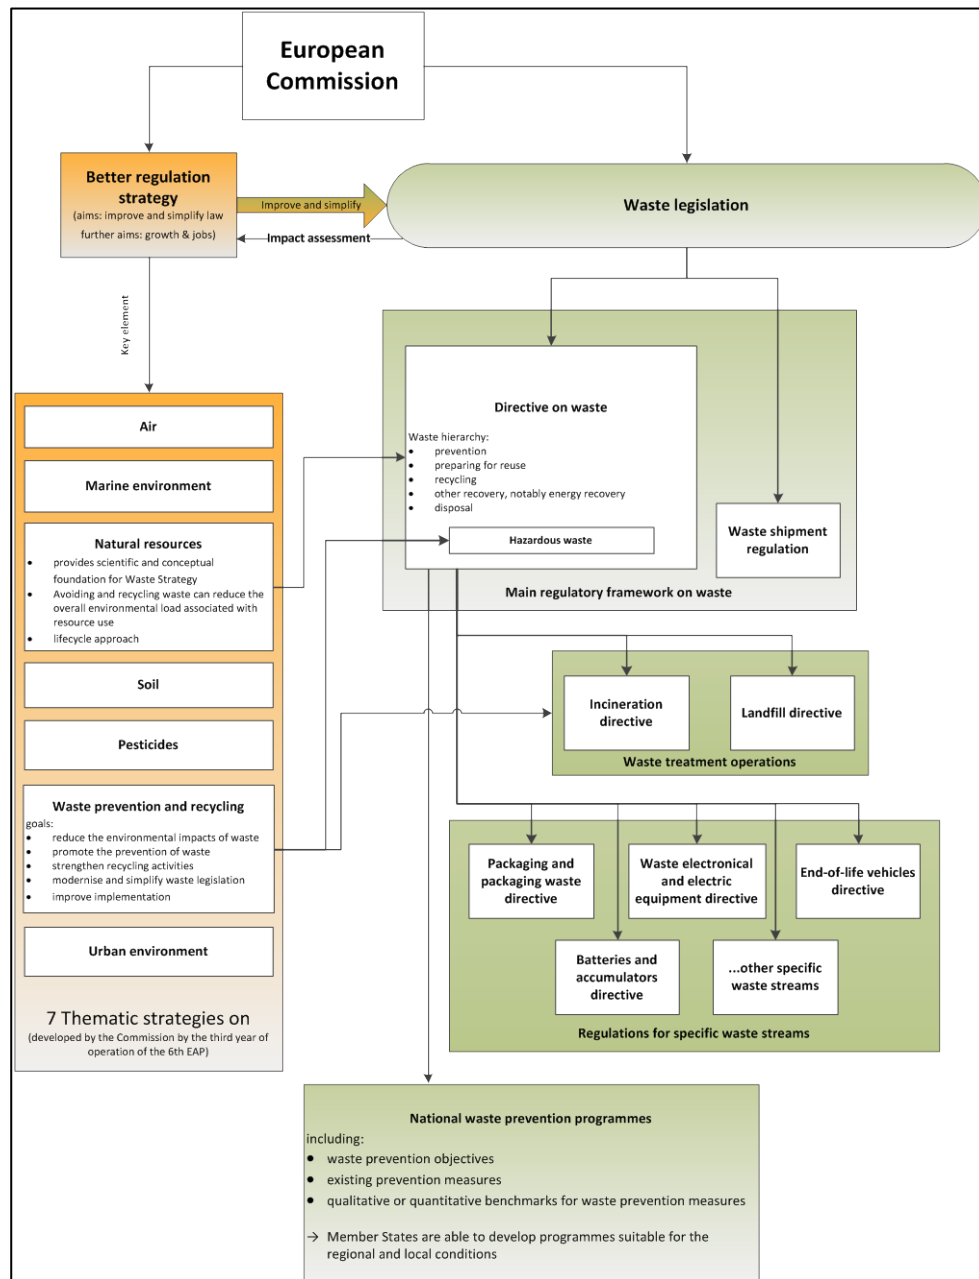 European
Commission
Better regulation
strategy
(aims: improve and simplify law
further aims: growth & jobs)
Improve and simplify
Impact assessment
Waste legislation
Key element
Air
Marine environment
Natural resources
• provides scientific and conceptual
foundation for Waste Strategy
• Avoiding and recycling waste can reduce the
overall environmental load associated with
resource use
• lifecycle approach
Soil
Pesticides
Waste prevention and recycling
goals:
• reduce the environmental impacts of waste
• promote the prevention of waste
• strengthen recycling activities
• modernise and simplify waste legislation
• improve implementation
Urban environment
7 Thematic strategies on
(developed by the Commission by the third year of
operation of the 6th EAP)
Directive on waste
Waste hierarchy:
• prevention
• preparing for reuse
• recycling
• other recovery, notably energy recovery
• disposal
Hazardous waste
Waste shipment
regulation
Main regulatory framework on waste
Incineration
directive
Landfill directive
Waste treatment operations
Packaging and
packaging waste
directive
Waste electronical
and electric
equipment directive
End-of-life vehicles
directive
Batteries and
accumulators
directive
...other specific
waste streams
Regulations for specific waste streams
National waste prevention programmes
including:
• waste prevention objectives
• existing prevention measures
• qualitative or quantitative benchmarks for waste prevention measures
→ Member States are able to develop programmes suitable for the
regional and local conditions